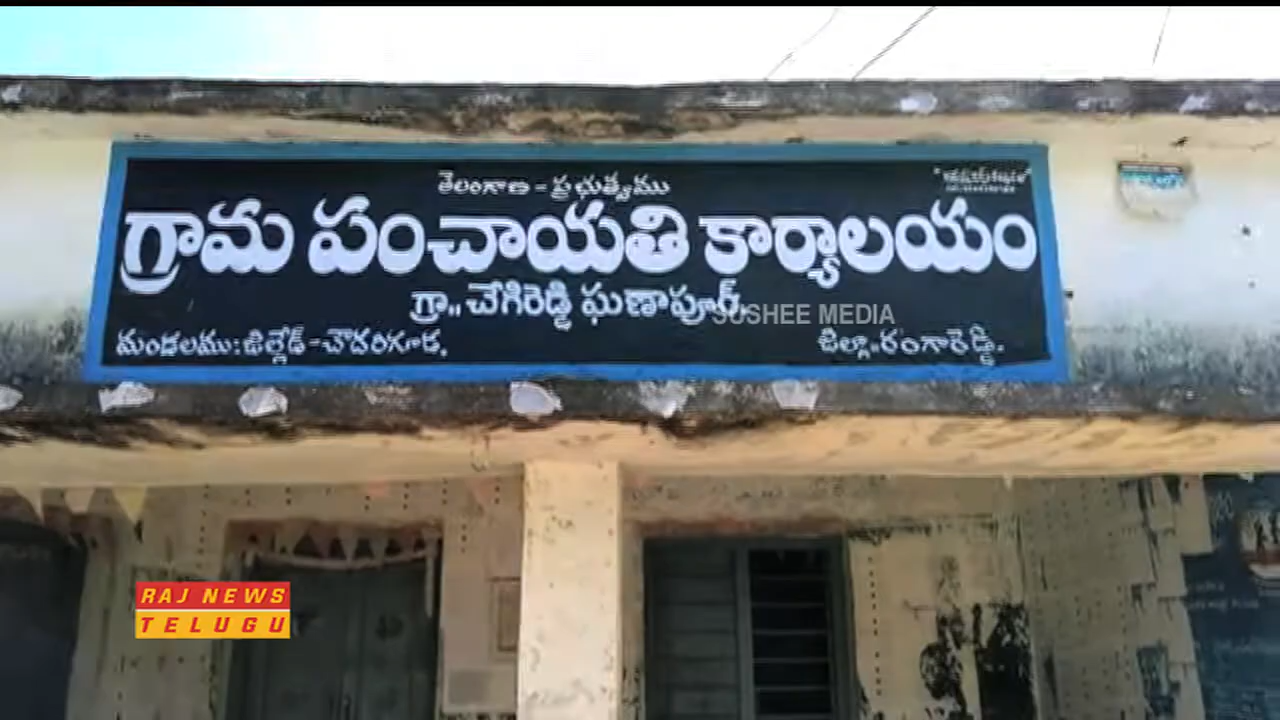 తెలంగాణ = ప్రభుత్వము
గ్రామ పంచాయతి కార్యాలయం
గ్రా,, చేగిరెడ్డి ఘణాపూర్.
SUSHEE MEDIA
మండలము: జిల్లేడ్ = చౌదరిగూడ.
జిల్లా.. రంగారెడ్డి.
RAJ NEWS
TELUGU